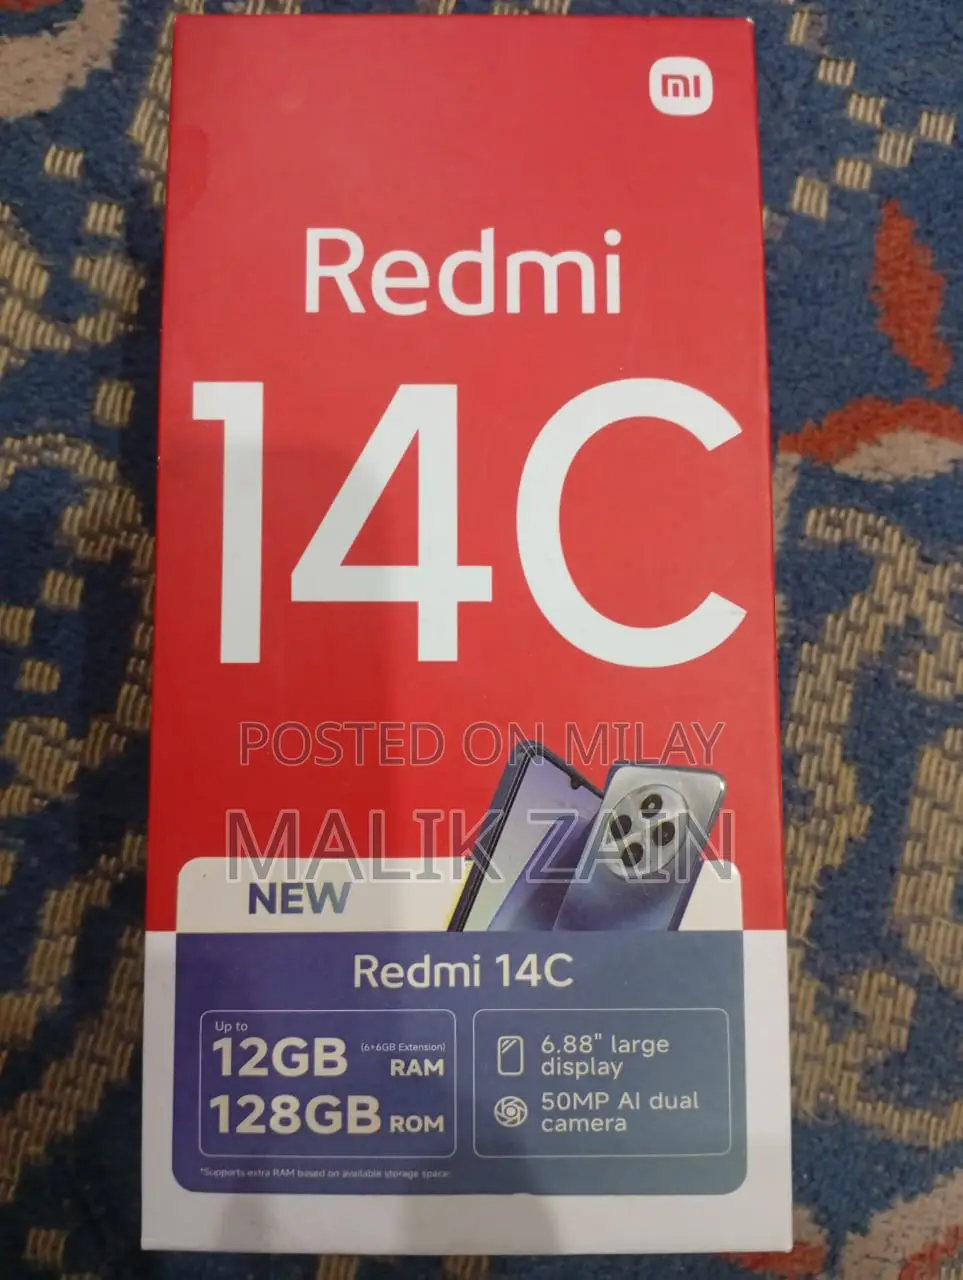 mi
Redmi
14C
POSTED ON MILAY
MALIK ZAIN
NEW
Redmi 14C
Up to
12GB (6+6GB Extension) RAM
128GB ROM
6.88" large
display
50MP AI dual
camera
*Supports extra RAM based on available storage space.